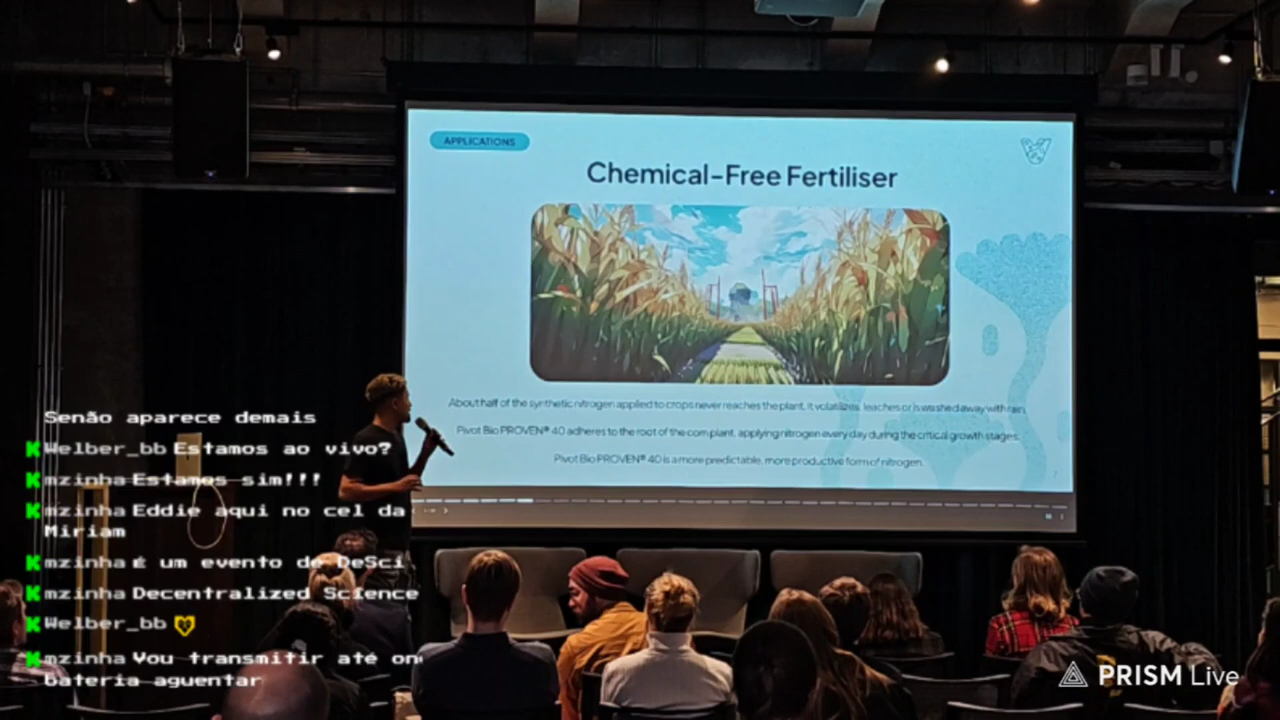 APPLICATIONS
Chemical-Free Fertiliser
About half of the synthetic nitrogen applied to crops never reaches the plant. It volatilizes, leaches or is washed away with rain.
Pivot Bio PROVEN® 40 adheres to the root of the corn plant, applying nitrogen every day during the critical growth stages.
Pivot Bio PROVEN® 40 is a more predictable, more productive form of nitrogen.
7
Senão aparece demais
K Welber_bb Estamos ao vivo?
K mzinha Estamos sim!!!
K mzinha Eddie aqui no cel da
Miriam
K mzinha É um evento de DeSci
K mzinha Decentralized Science
K Welber_bb
K mzinha Vou transmitir até on
bateria aguentar
PRISM Live